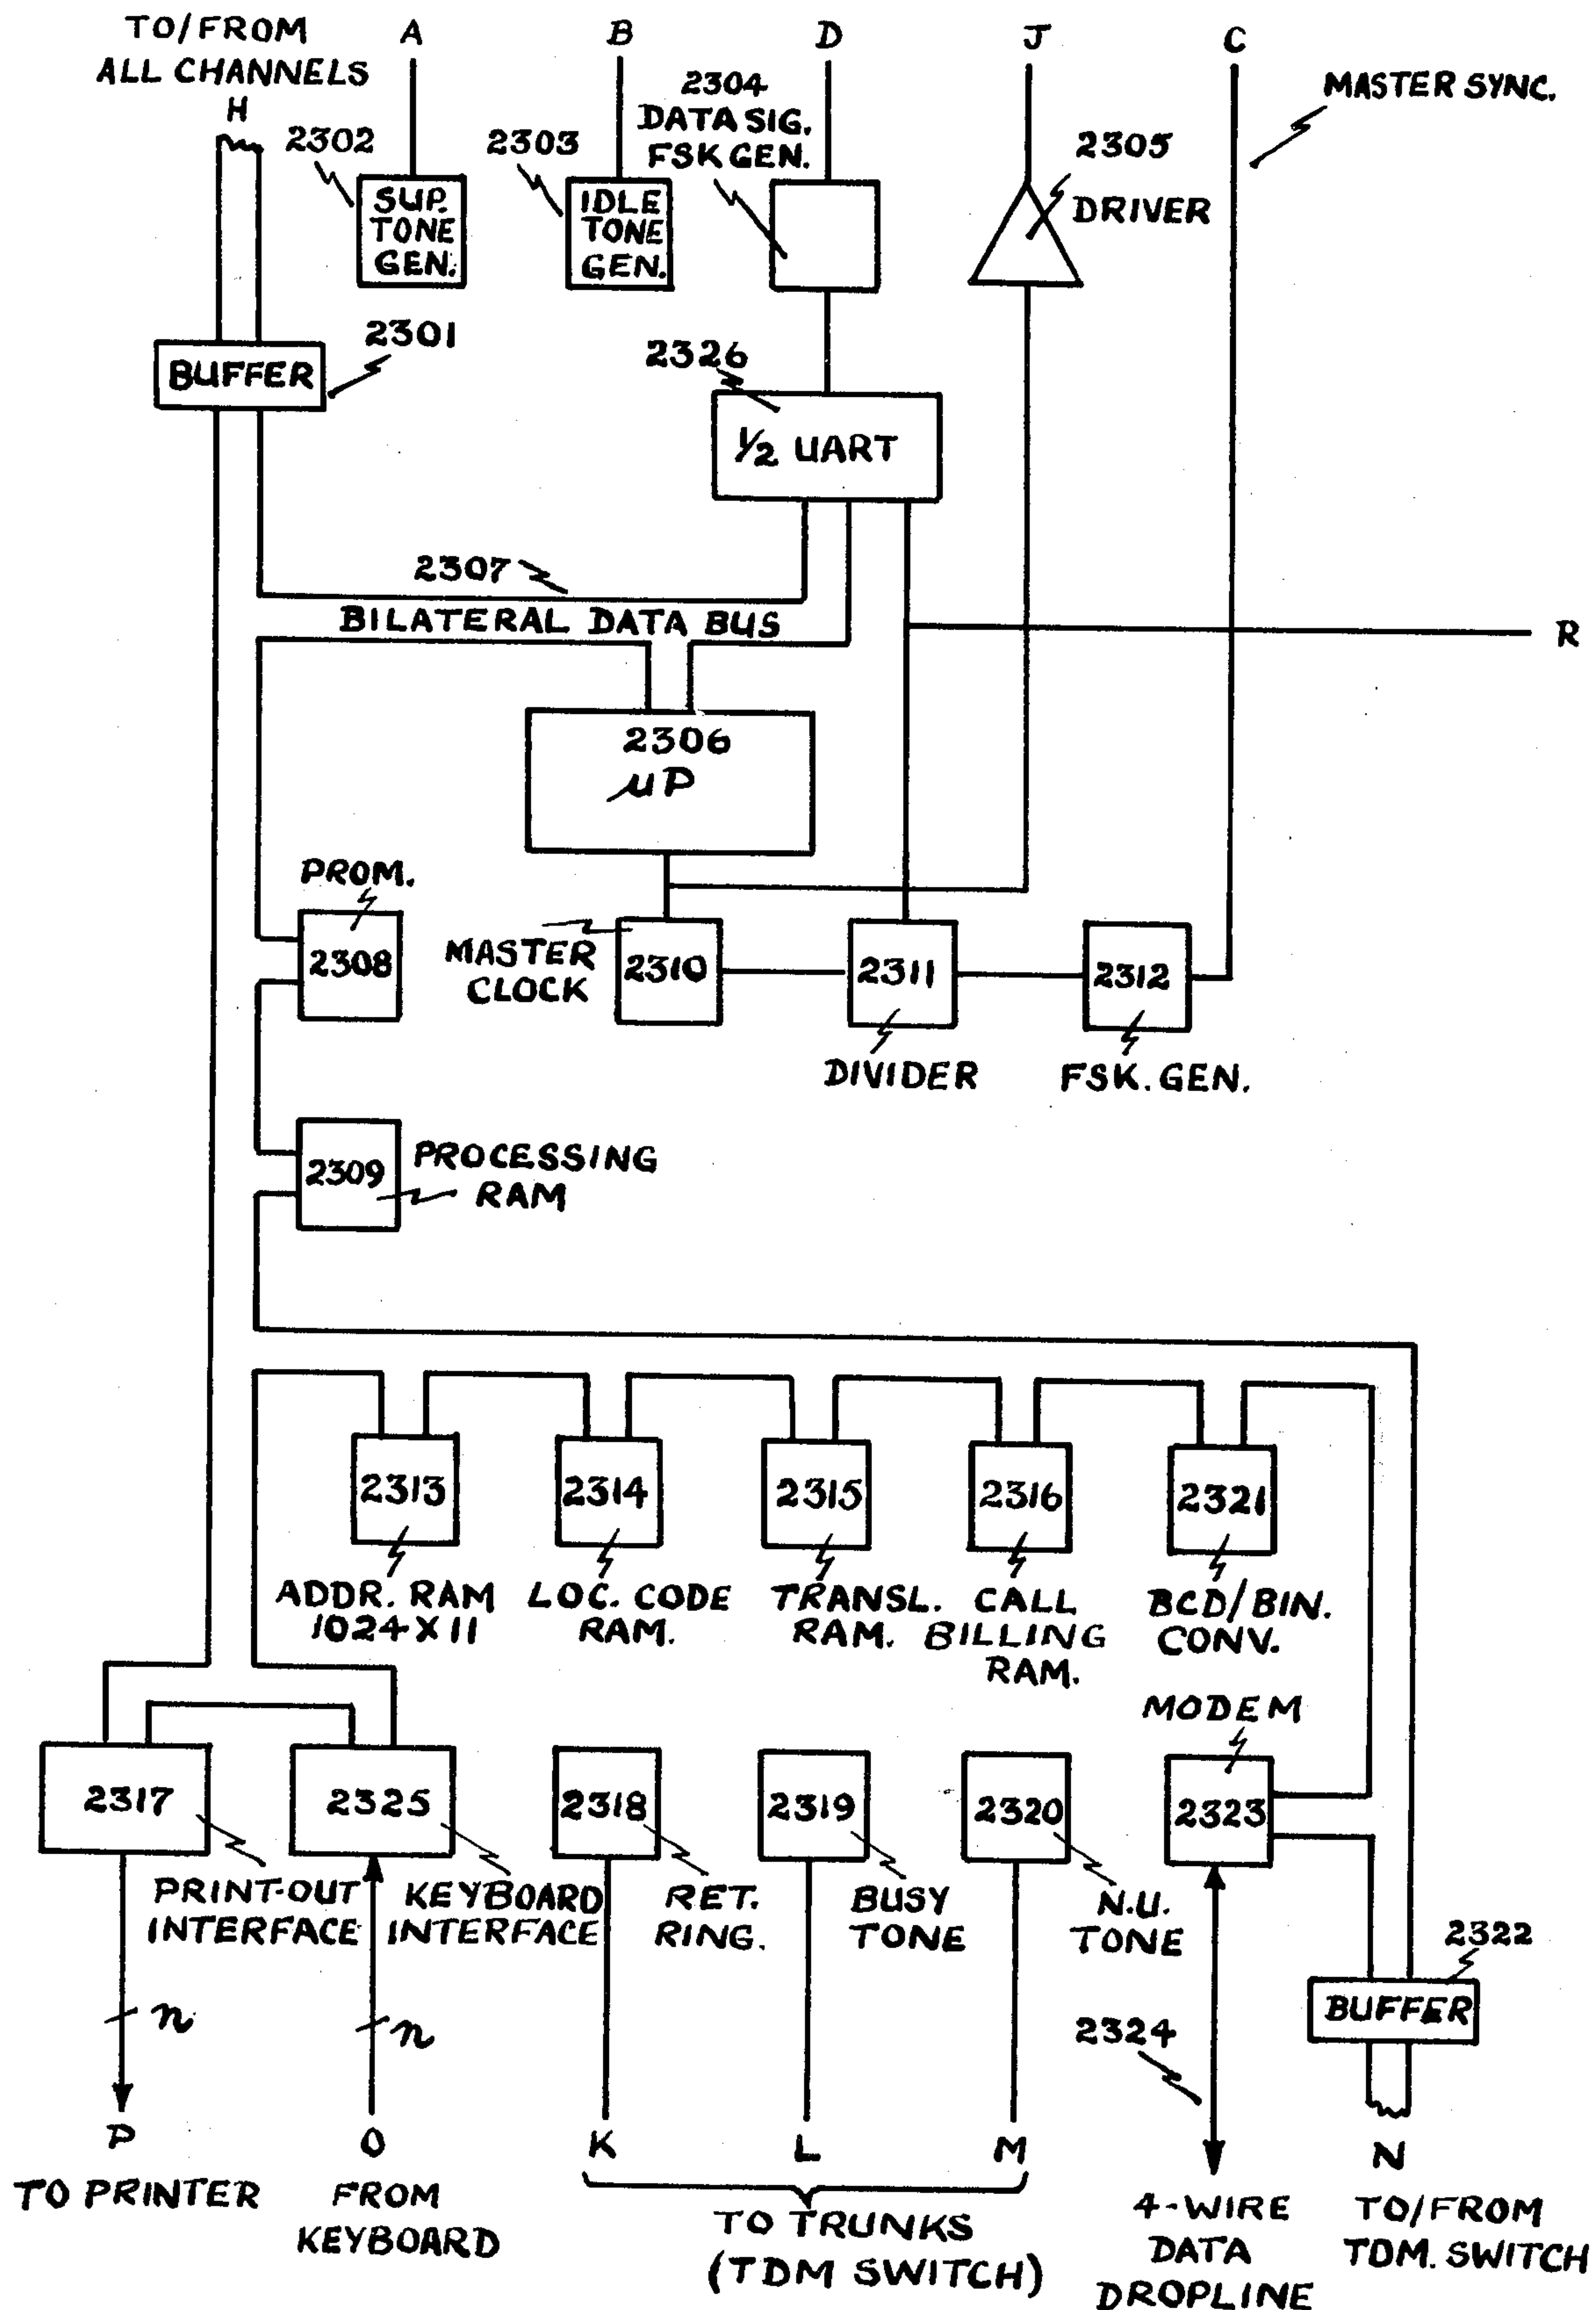 TO/FROM
ALL CHANNELS
H
A
B
D
J
C
MASTER SYNC.
2302
SUP.
TONE
GEN.
2303
IDLE
TONE
GEN.
2304
DATA SIG.
FSK GEN.
2305
DRIVER
2301
BUFFER
2326
1/2 UART
2307
BILATERAL DATA BUS
R
2306
μP
PROM.
2308
MASTER
CLOCK
2310
2311
DIVIDER
2312
FSK. GEN.
2309
PROCESSING
RAM
2313
ADDR. RAM
1024 X 11
2314
LOC. CODE
RAM.
2315
TRANSL.
RAM.
2316
CALL
BILLING
RAM.
2321
BCD/BIN.
CONV.
2317
PRINT-OUT
INTERFACE
2325
KEYBOARD
INTERFACE
2318
RET.
RING.
2319
BUSY
TONE
2320
N.U.
TONE
MODEM
2323
2322
BUFFER
2324
n
n
P
TO PRINTER
O
FROM
KEYBOARD
K
L
M
TO TRUNKS
(TDM SWITCH)
4-WIRE
DATA
DROPLINE
N
TO/FROM
TDM. SWITCH